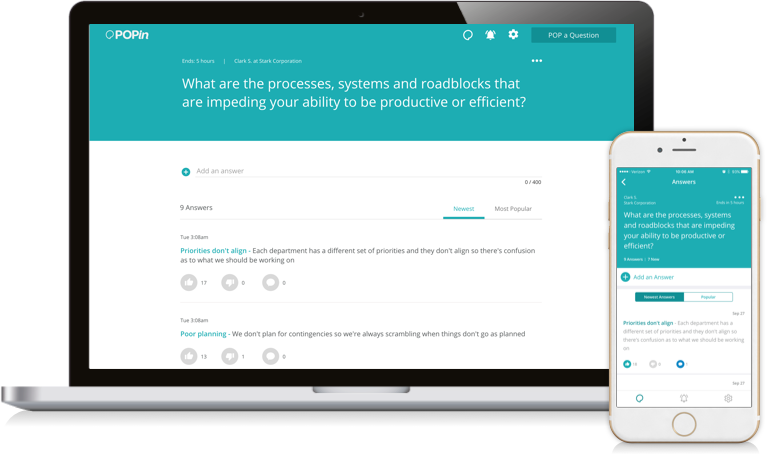 POPin
POP a Question
Ends: 5 hours | Clark S. at Stark Corporation
What are the processes, systems and roadblocks that
are impeding your ability to be productive or efficient?
Add an answer
0 / 400
9 Answers
Newest
Most Popular
Tue 3:08am
Priorities don't align - Each department has a different set of priorities and they don't align so there's confusion
as to what we should be working on
17 0 0
Tue 3:08am
Poor planning - We don't plan for contingencies so we're always scrambling when things don't go as planned
13 1 0
Verizon 10:08 AM 93%
Answers
Clark S
Stark Corporation
Ends in 5 hours
What are the processes, systems
and roadblocks that are impeding
your ability to be productive or
efficient?
9 Answers | 7 New
Add an Answer
Newest Answers
Popular
Sep 27
Priorities don't align - Each department has a
different set of priorities and they don't align so
there's confusion as to what we should be working
on
Sep 27